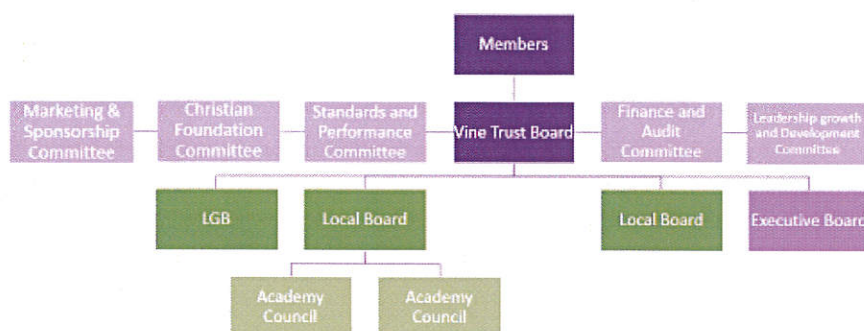 Members
Marketing &
Sponsorship
Committee
Christian
Foundation
Committee
Standards and
Performance
Committee
Vine Trust Board
Finance and
Audit
Committee
Leadership growth
and Development
Committee
LGB
Local Board
Local Board
Executive Board
Academy
Council
Academy
Council